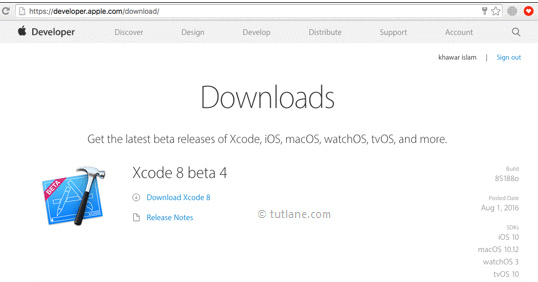 https://developer.apple.com/download/
Developer Discover Design Develop Distribute Support Account
khawar islam | Sign out
Downloads
Get the latest beta releases of Xcode, iOS, macOS, watchOS, tvOS, and more.
BETA
Xcode 8 beta 4
Download Xcode 8
Release Notes
© tutlane.com
Build
8S188o
Posted Date
Aug 1, 2016
SDKs
iOS 10
macOS 10.12
watchOS 3
tvOS 10